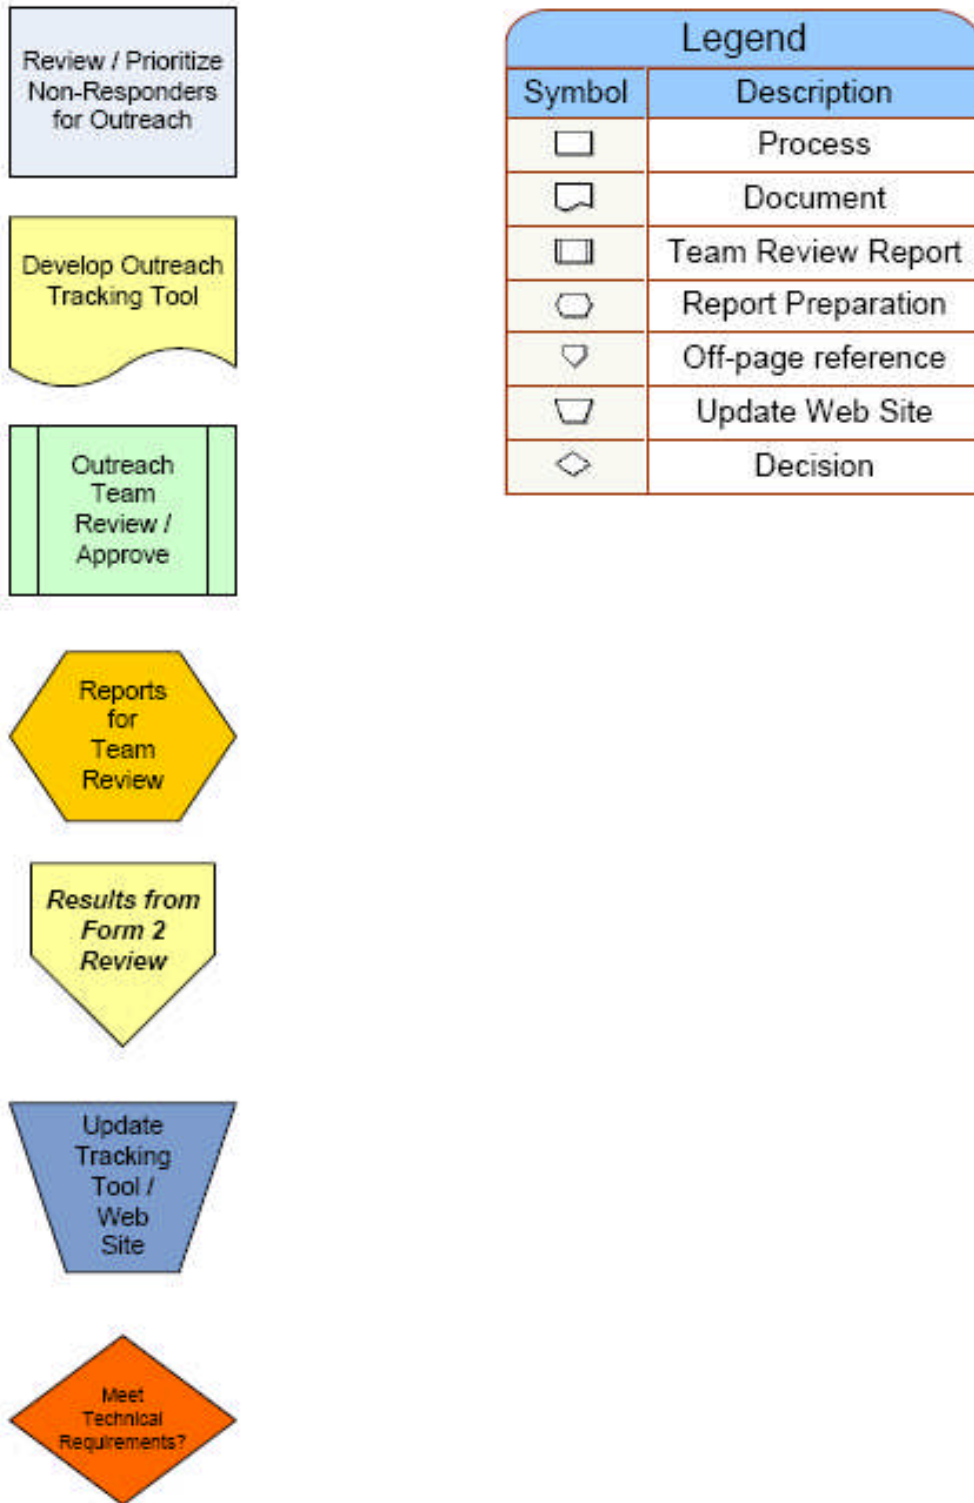 Review / Prioritize
Non-Responders
for Outreach
Develop Outreach
Tracking Tool
Outreach
Team
Review /
Approve
Reports
for
Team
Review
Results from
Form 2
Review
Update
Tracking
Tool /
Web
Site
Meet
Technical
Requirements?
Legend
Symbol Description
Process
Document
Team Review Report
Report Preparation
Off-page reference
Update Web Site
Decision